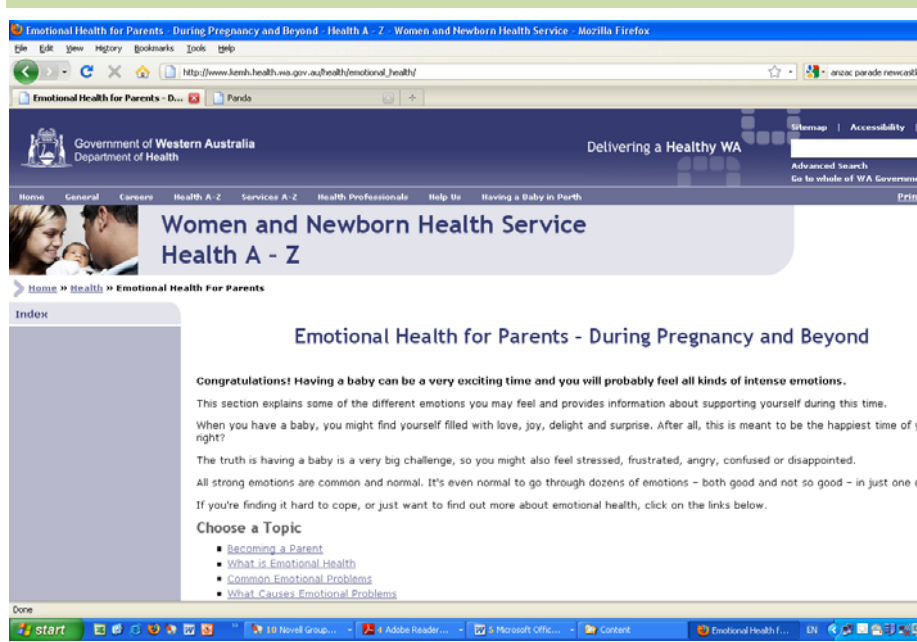 Emotional Health for Parents - During Pregnancy and Beyond - Health A - Z - Women and Newborn Health Service - Mozilla Firefox
File Edit View History Bookmarks Tools Help
http://www.kemh.health.wa.gov.au/health/emotional_health/ anzac parade newcastl
Emotional Health for Parents - D... Panda
Sitemap | Accessibility |
Government of Western Australia
Department of Health
Delivering a Healthy WA
Advanced Search
Go to whole of WA Governme
Home General Careers Health A-Z Services A-Z Health Professionals Help Us Having a Baby in Perth Prin
Women and Newborn Health Service
Health A - Z
Home » Health » Emotional Health For Parents
Index
Emotional Health for Parents - During Pregnancy and Beyond
Congratulations! Having a baby can be a very exciting time and you will probably feel all kinds of intense emotions.
This section explains some of the different emotions you may feel and provides information about supporting yourself during this time.
When you have a baby, you might find yourself filled with love, joy, delight and surprise. After all, this is meant to be the happiest time of y
right?
The truth is having a baby is a very big challenge, so you might also feel stressed, frustrated, angry, confused or disappointed.
All strong emotions are common and normal. It's even normal to go through dozens of emotions – both good and not so good – in just one
If you're finding it hard to cope, or just want to find out more about emotional health, click on the links below.
Choose a Topic
Becoming a Parent
What is Emotional Health
Common Emotional Problems
What Causes Emotional Problems
Done
start 10 Novell Group... 4 Adobe Reader... 5 Microsoft Offic... Content Emotional Health f... EN